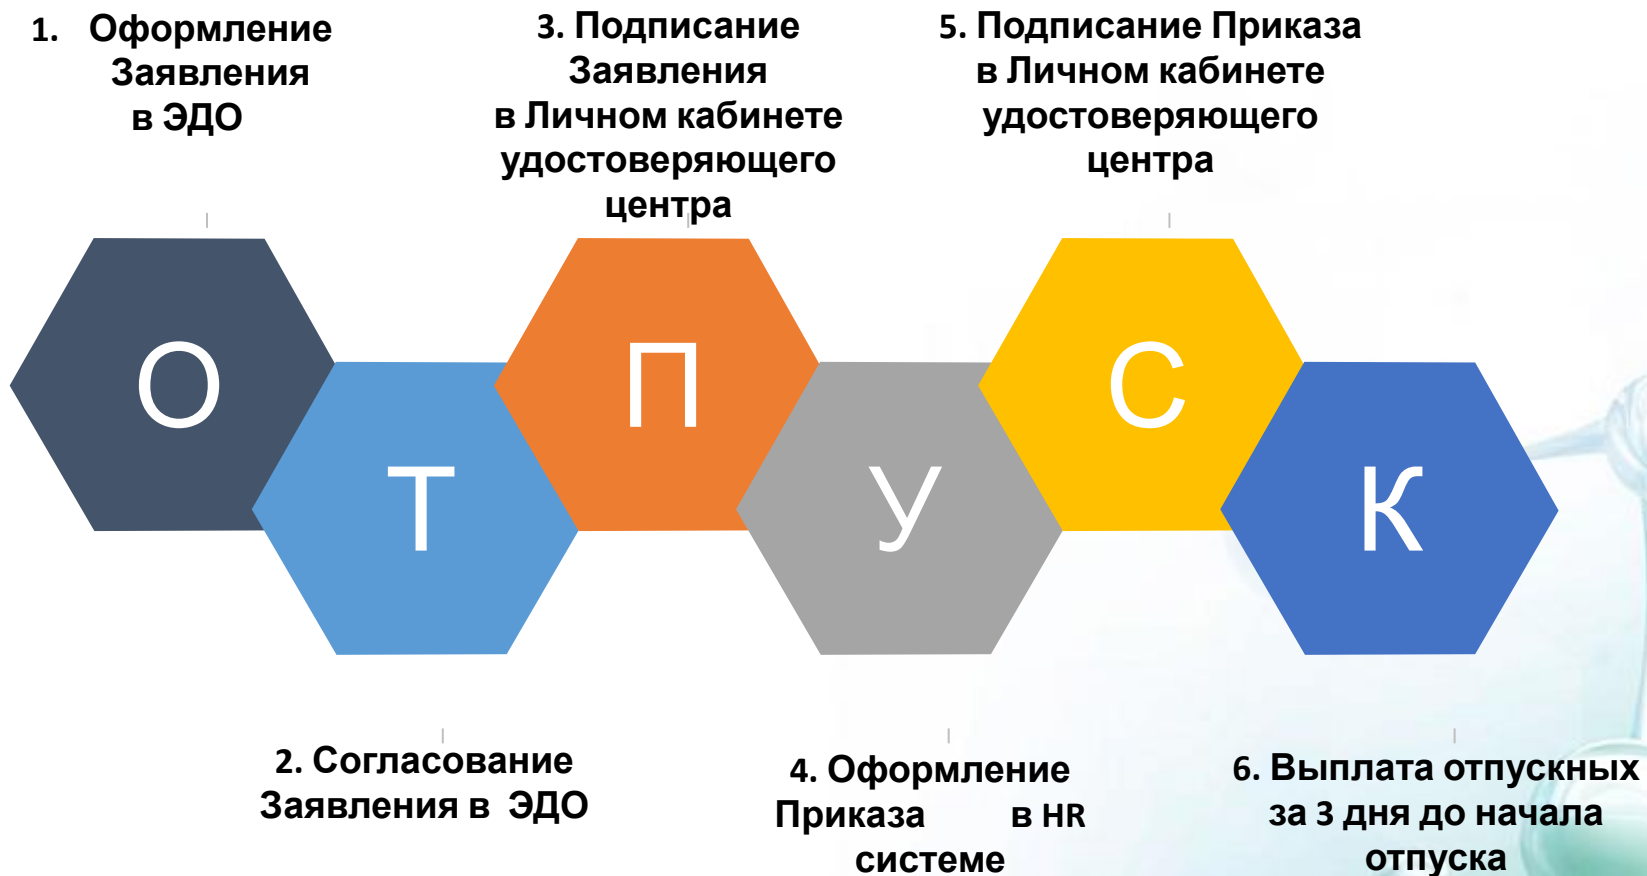 1. Оформление
Заявления
в ЭДО
3. Подписание
Заявления
в Личном кабинете
удостоверяющего
центра
5. Подписание Приказа
в Личном кабинете
удостоверяющего
центра
О
Т
П
У
С
К
2. Согласование
Заявления в ЭДО
4. Оформление
Приказа в HR
системе
6. Выплата отпускных
за 3 дня до начала
отпуска